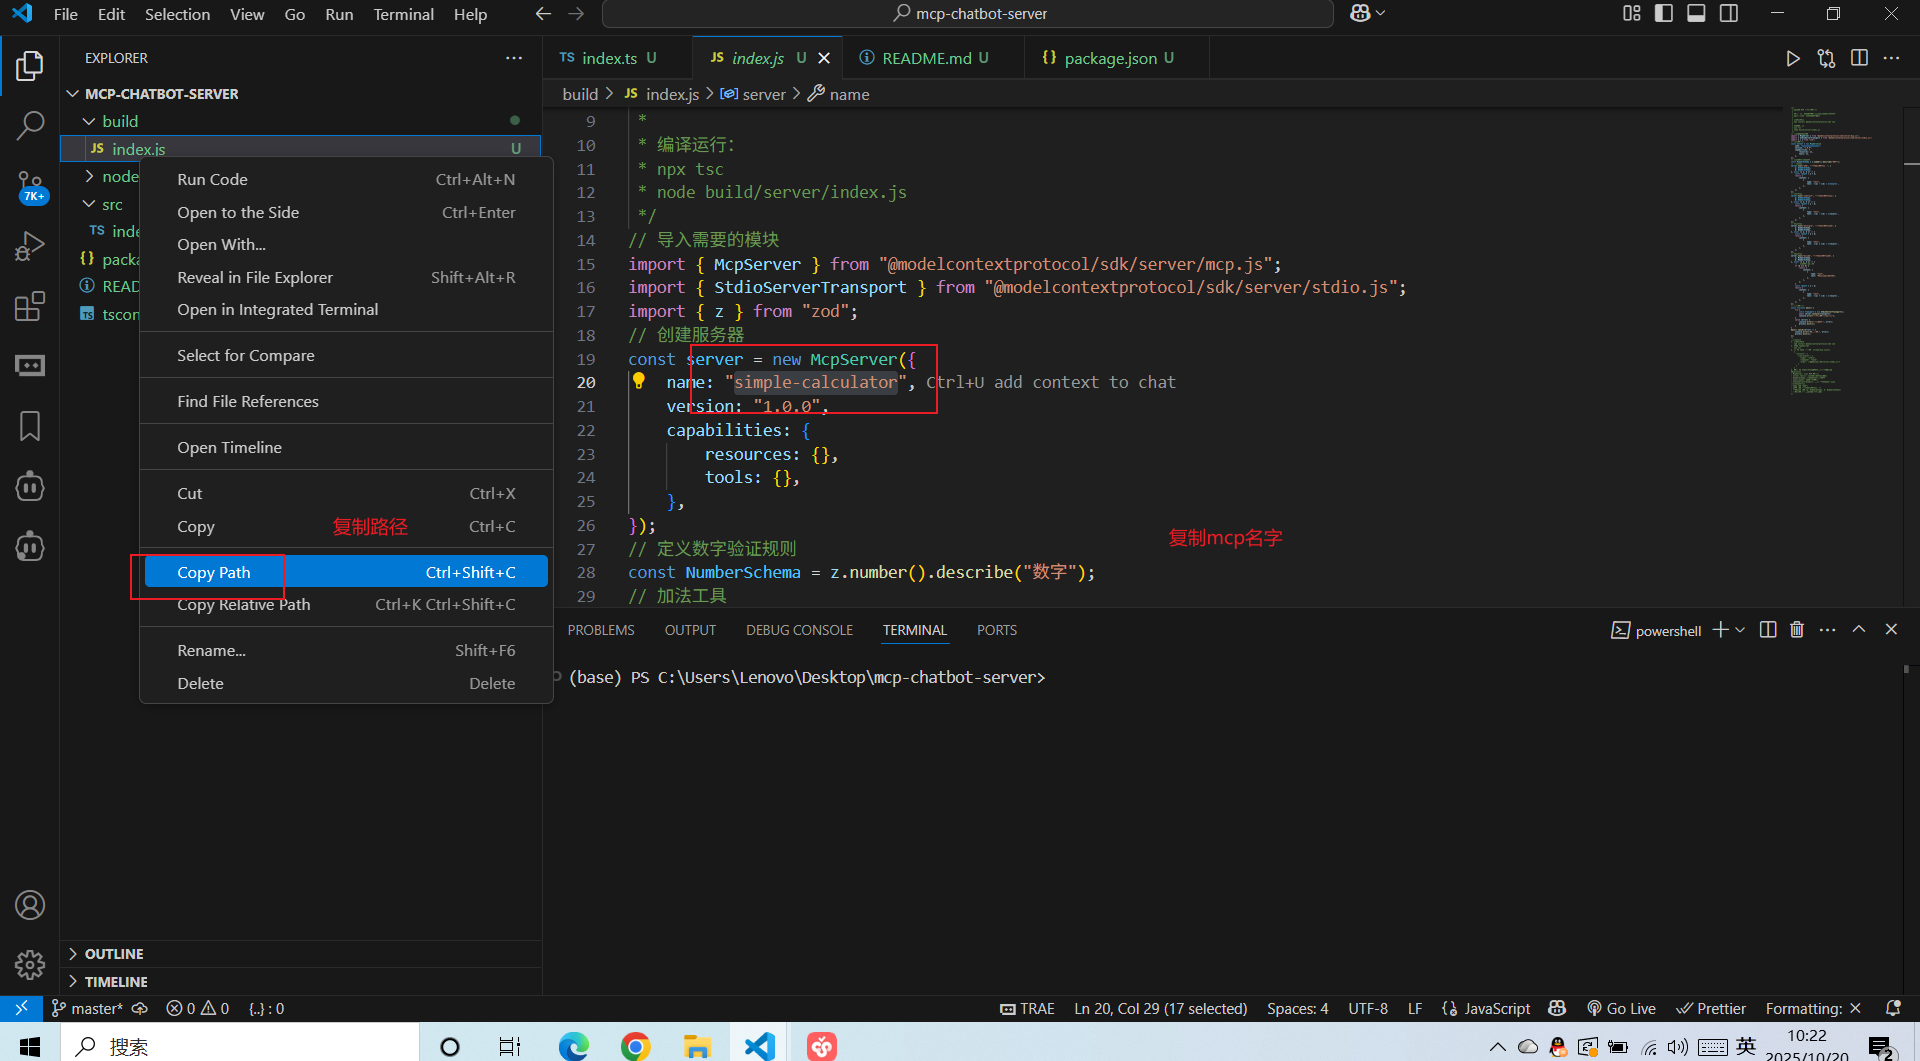 File Edit Selection View Go Run Terminal Help
mcp-chatbot-server
EXPLORER
MCP-CHATBOT-SERVER
build
JS index.js U
node
src
TS inde
{} packa
READ
TS tscon
Run Code Ctrl+Alt+N
Open to the Side Ctrl+Enter
Open With...
Reveal in File Explorer Shift+Alt+R
Open in Integrated Terminal
Select for Compare
Find File References
Open Timeline
Cut Ctrl+X
Copy 复制路径 Ctrl+C
Copy Path Ctrl+Shift+C
Copy Relative Path Ctrl+K Ctrl+Shift+C
Rename... Shift+F6
Delete Delete
7K+
OUTLINE
TIMELINE
TS index.ts U JS index.js U README.md U {} package.json U
build JS index.js server name
9 *
10 * 编译运行:
11 * npx tsc
12 * node build/server/index.js
13 */
14 // 导入需要的模块
15 import { McpServer } from "@modelcontextprotocol/sdk/server/mcp.js";
16 import { StdioServerTransport } from "@modelcontextprotocol/sdk/server/stdio.js";
17 import { z } from "zod";
18 // 创建服务器
19 const server = new McpServer({
20 name: "simple-calculator", Ctrl+U add context to chat
21 version: "1.0.0",
22 capabilities: {
23 resources: {},
24 tools: {},
25 },
26 });
27 // 定义数字验证规则
28 const NumberSchema = z.number().describe("数字");
29 // 加法工具
复制mcp名字
PROBLEMS OUTPUT DEBUG CONSOLE TERMINAL PORTS
powershell
(base) PS C:\Users\Lenovo\Desktop\mcp-chatbot-server>
master* 0 0 {..} : 0
TRAE Ln 20, Col 29 (17 selected) Spaces: 4 UTF-8 LF {} JavaScript Go Live Prettier Formatting:
搜索
英
10:22
2025/10/20
2